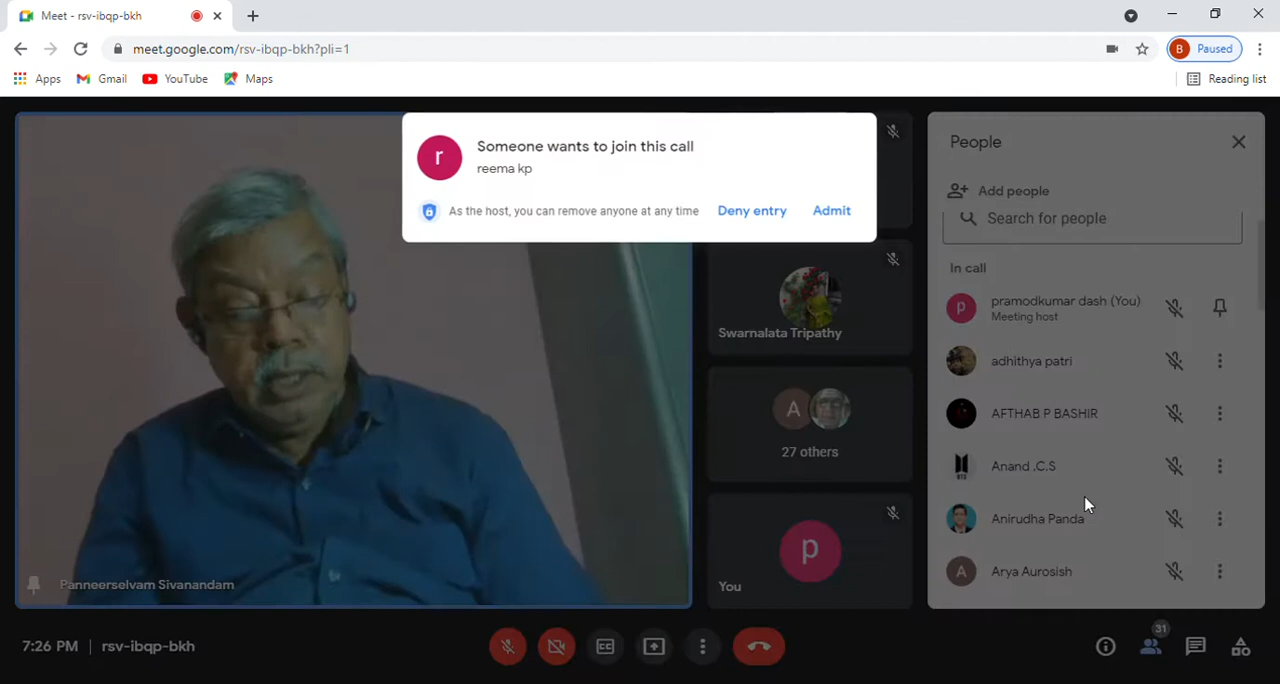 Meet - rsv-ibqp-bkh
meet.google.com/rsv-ibqp-bkh?pli=1
B Paused
Apps Gmail YouTube Maps
Reading list
r
Someone wants to join this call
reema kp
As the host, you can remove anyone at any time Deny entry Admit
Panneerselvam Sivanandam
Swarnalata Tripathy
A
27 others
p
You
People
Add people
Search for people
In call
p pramodkumar dash (You)
Meeting host
adhithya patri
AFTHAB P BASHIR
Anand .C.S
Anirudha Panda
A Arya Aurosish
7:26 PM | rsv-ibqp-bkh
CC
31